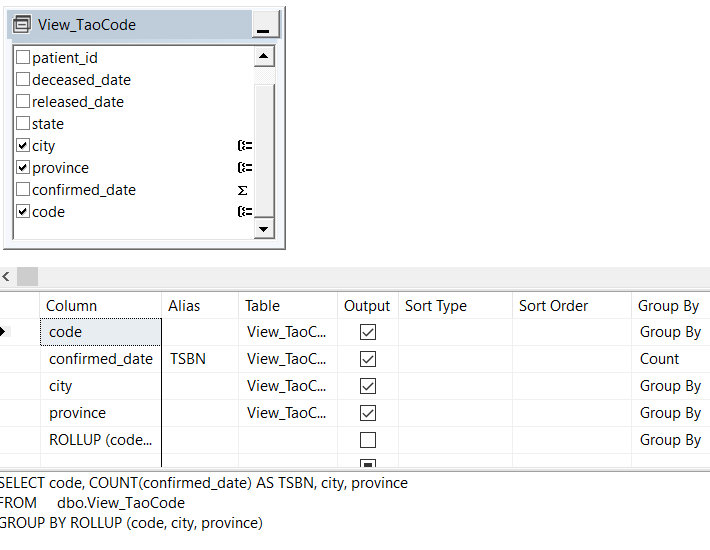 View_TaoCode
patient_id
deceased_date
released_date
state
city
province
confirmed_date Σ
code
Column Alias Table Output Sort Type Sort Order Group By
code View_TaoC... Group By
confirmed_date TSBN View_TaoC... Count
city View_TaoC... Group By
province View_TaoC... Group By
ROLLUP (code... Group By
SELECT code, COUNT(confirmed_date) AS TSBN, city, province
FROM dbo.View_TaoCode
GROUP BY ROLLUP (code, city, province)